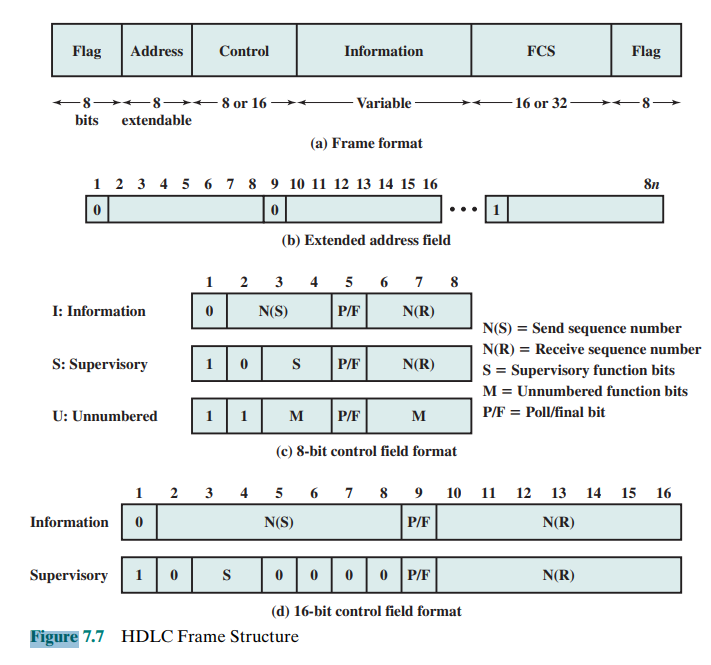 Flag Address Control Information FCS Flag
8 8 8 or 16 Variable 16 or 32 8
bits extendable
(a) Frame format
1 2 3 4 5 6 7 8 9 10 11 12 13 14 15 16 8n
0 0 ••• 1
(b) Extended address field
1 2 3 4 5 6 7 8
I: Information 0 N(S) P/F N(R)
N(S) = Send sequence number
N(R) = Receive sequence number
S: Supervisory 1 0 S P/F N(R)
S = Supervisory function bits
M = Unnumbered function bits
U: Unnumbered 1 1 M P/F M
P/F = Poll/final bit
(c) 8-bit control field format
1 2 3 4 5 6 7 8 9 10 11 12 13 14 15 16
Information 0 N(S) P/F N(R)
Supervisory 1 0 S 0 0 0 0 P/F N(R)
(d) 16-bit control field format
Figure 7.7 HDLC Frame Structure